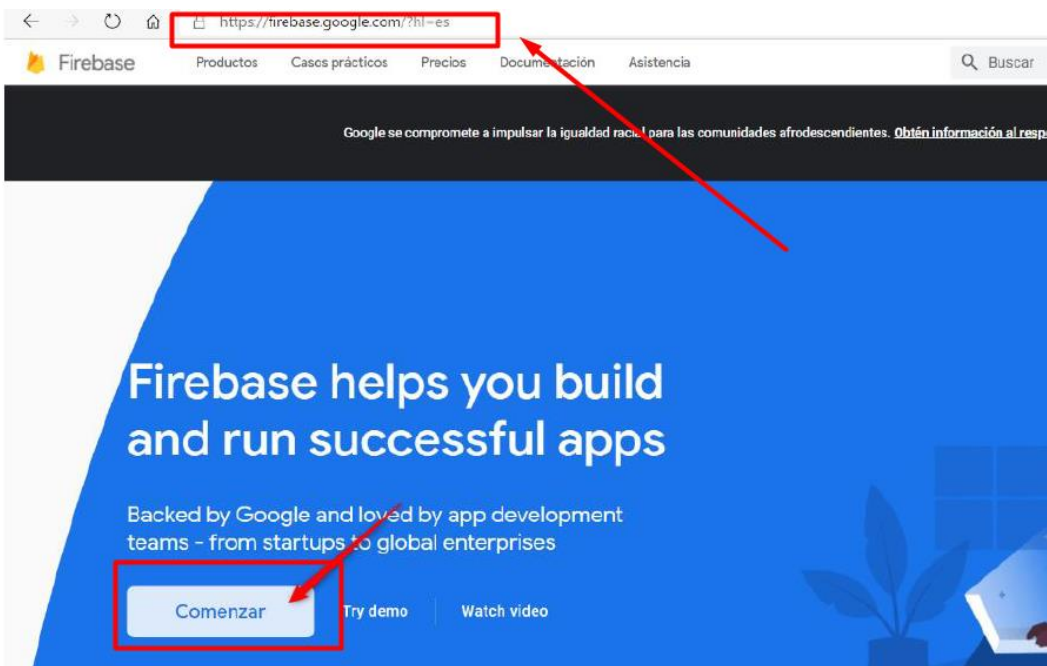 https://firebase.google.com/?hl=es
Firebase Productos Casos prácticos Precios Documentación Asistencia Buscar
Google se compromete a impulsar la igualdad racial para las comunidades afrodescendientes. Obtén información al resp
Firebase helps you build
and run successful apps
Backed by Google and loved by app development
teams - from startups to global enterprises
Comenzar Try demo Watch video